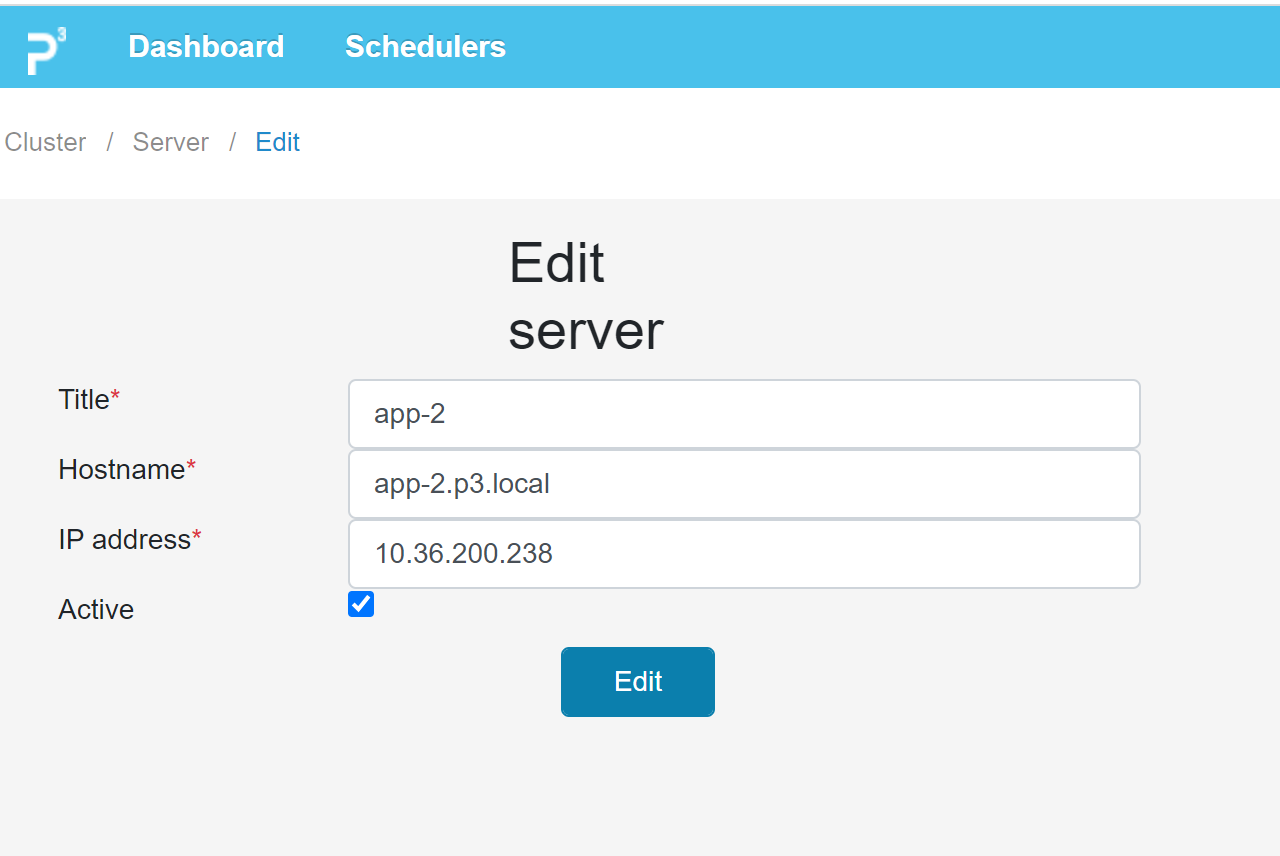 P3 Dashboard Schedulers
Cluster / Server / Edit
Edit
server
Title* app-2
Hostname* app-2.p3.local
IP address* 10.36.200.238
Active
Edit